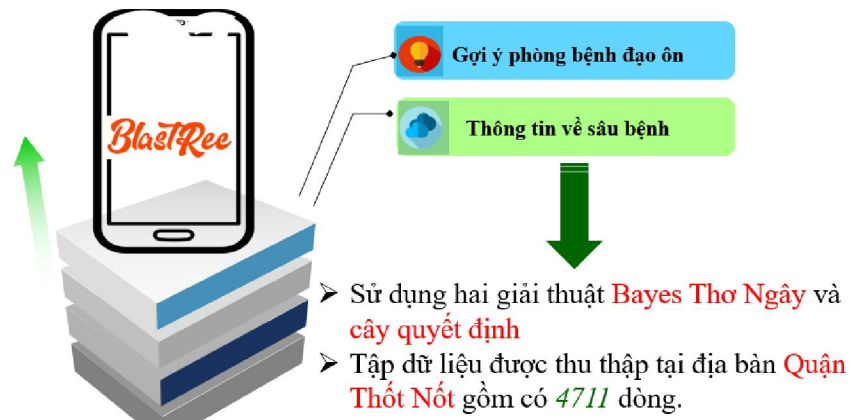 BlastRee
Gợi ý phòng bệnh đạo ôn
Thông tin về sâu bệnh
➢ Sử dụng hai giải thuật Bayes Thơ Ngây và
cây quyết định
➢ Tập dữ liệu được thu thập tại địa bàn Quận
Thốt Nốt gồm có 4711 dòng.